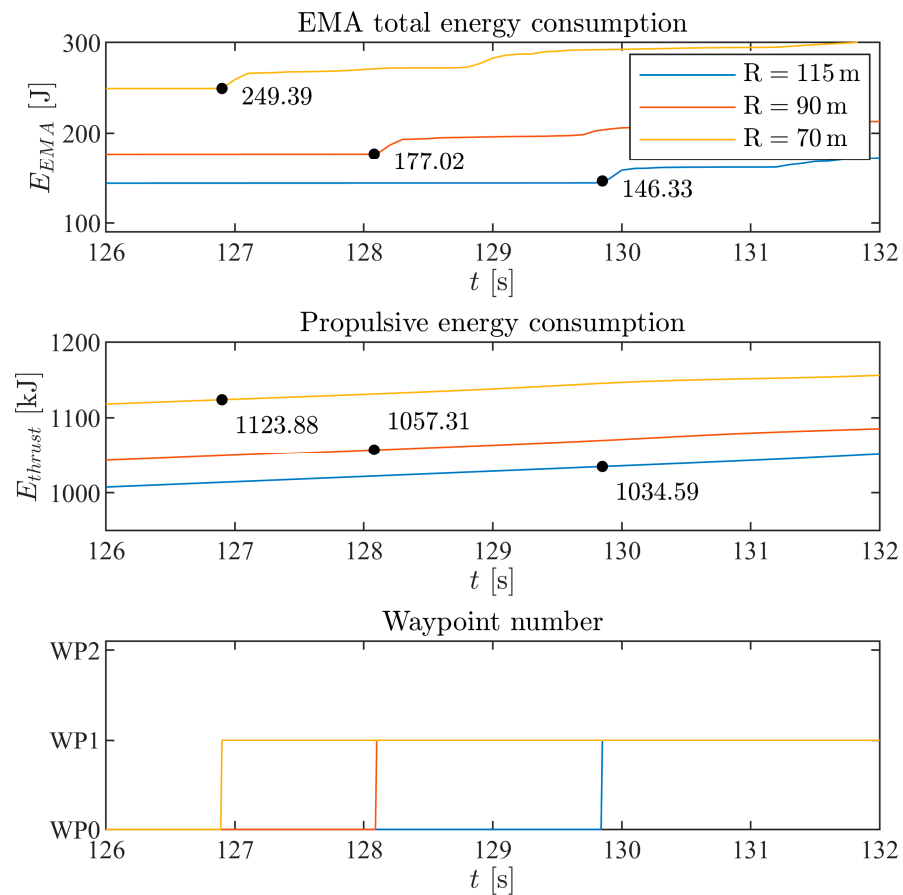 EMA total energy consumption
300
200
100
E_EMA [J]
249.39
177.02
146.33
R = 115 m
R = 90 m
R = 70 m
126 127 128 129 130 131 132
t [s]
Propulsive energy consumption
1200
1100
1000
E_thrust [kJ]
1123.88
1057.31
1034.59
126 127 128 129 130 131 132
t [s]
Waypoint number
WP2
WP1
WP0
126 127 128 129 130 131 132
t [s]